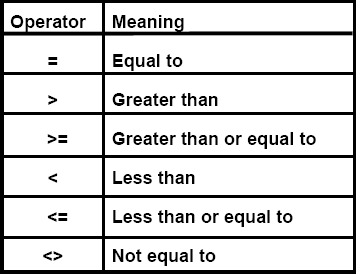 Operator Meaning
= Equal to
> Greater than
>= Greater than or equal to
< Less than
<= Less than or equal to
<> Not equal to